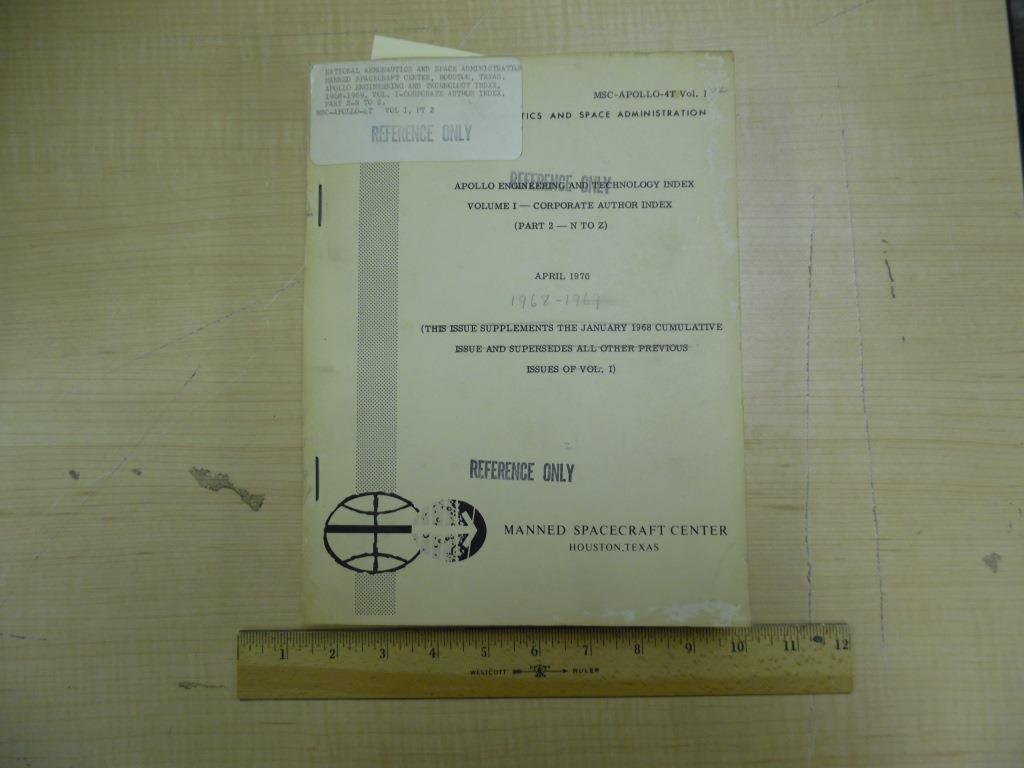 NATIONAL AERONAUTICS AND SPACE ADMINISTRATION
MANNED SPACECRAFT CENTER, HOUSTON, TEXAS.
APOLLO ENGINEERING AND TECHNOLOGY INDEX,
1968-1969, VOL. I-CORPORATE AUTHOR INDEX,
PART 2-N TO Z.
MSC-APOLLO-4T VOL I, PT 2
REFERENCE ONLY
MSC-APOLLO-4T Vol. 1
TICS AND SPACE ADMINISTRATION
REFERENCE ONLY
APOLLO ENGINEERING AND TECHNOLOGY INDEX
VOLUME I — CORPORATE AUTHOR INDEX
(PART 2 — N TO Z)
APRIL 1970
1968-1969
(THIS ISSUE SUPPLEMENTS THE JANUARY 1968 CUMULATIVE
ISSUE AND SUPERSEDES ALL OTHER PREVIOUS
ISSUES OF VOL. I)
REFERENCE ONLY
MANNED SPACECRAFT CENTER
HOUSTON, TEXAS
1 2 3 4 5 6 7 8 9 10 11 12
WESTCOTT RULER